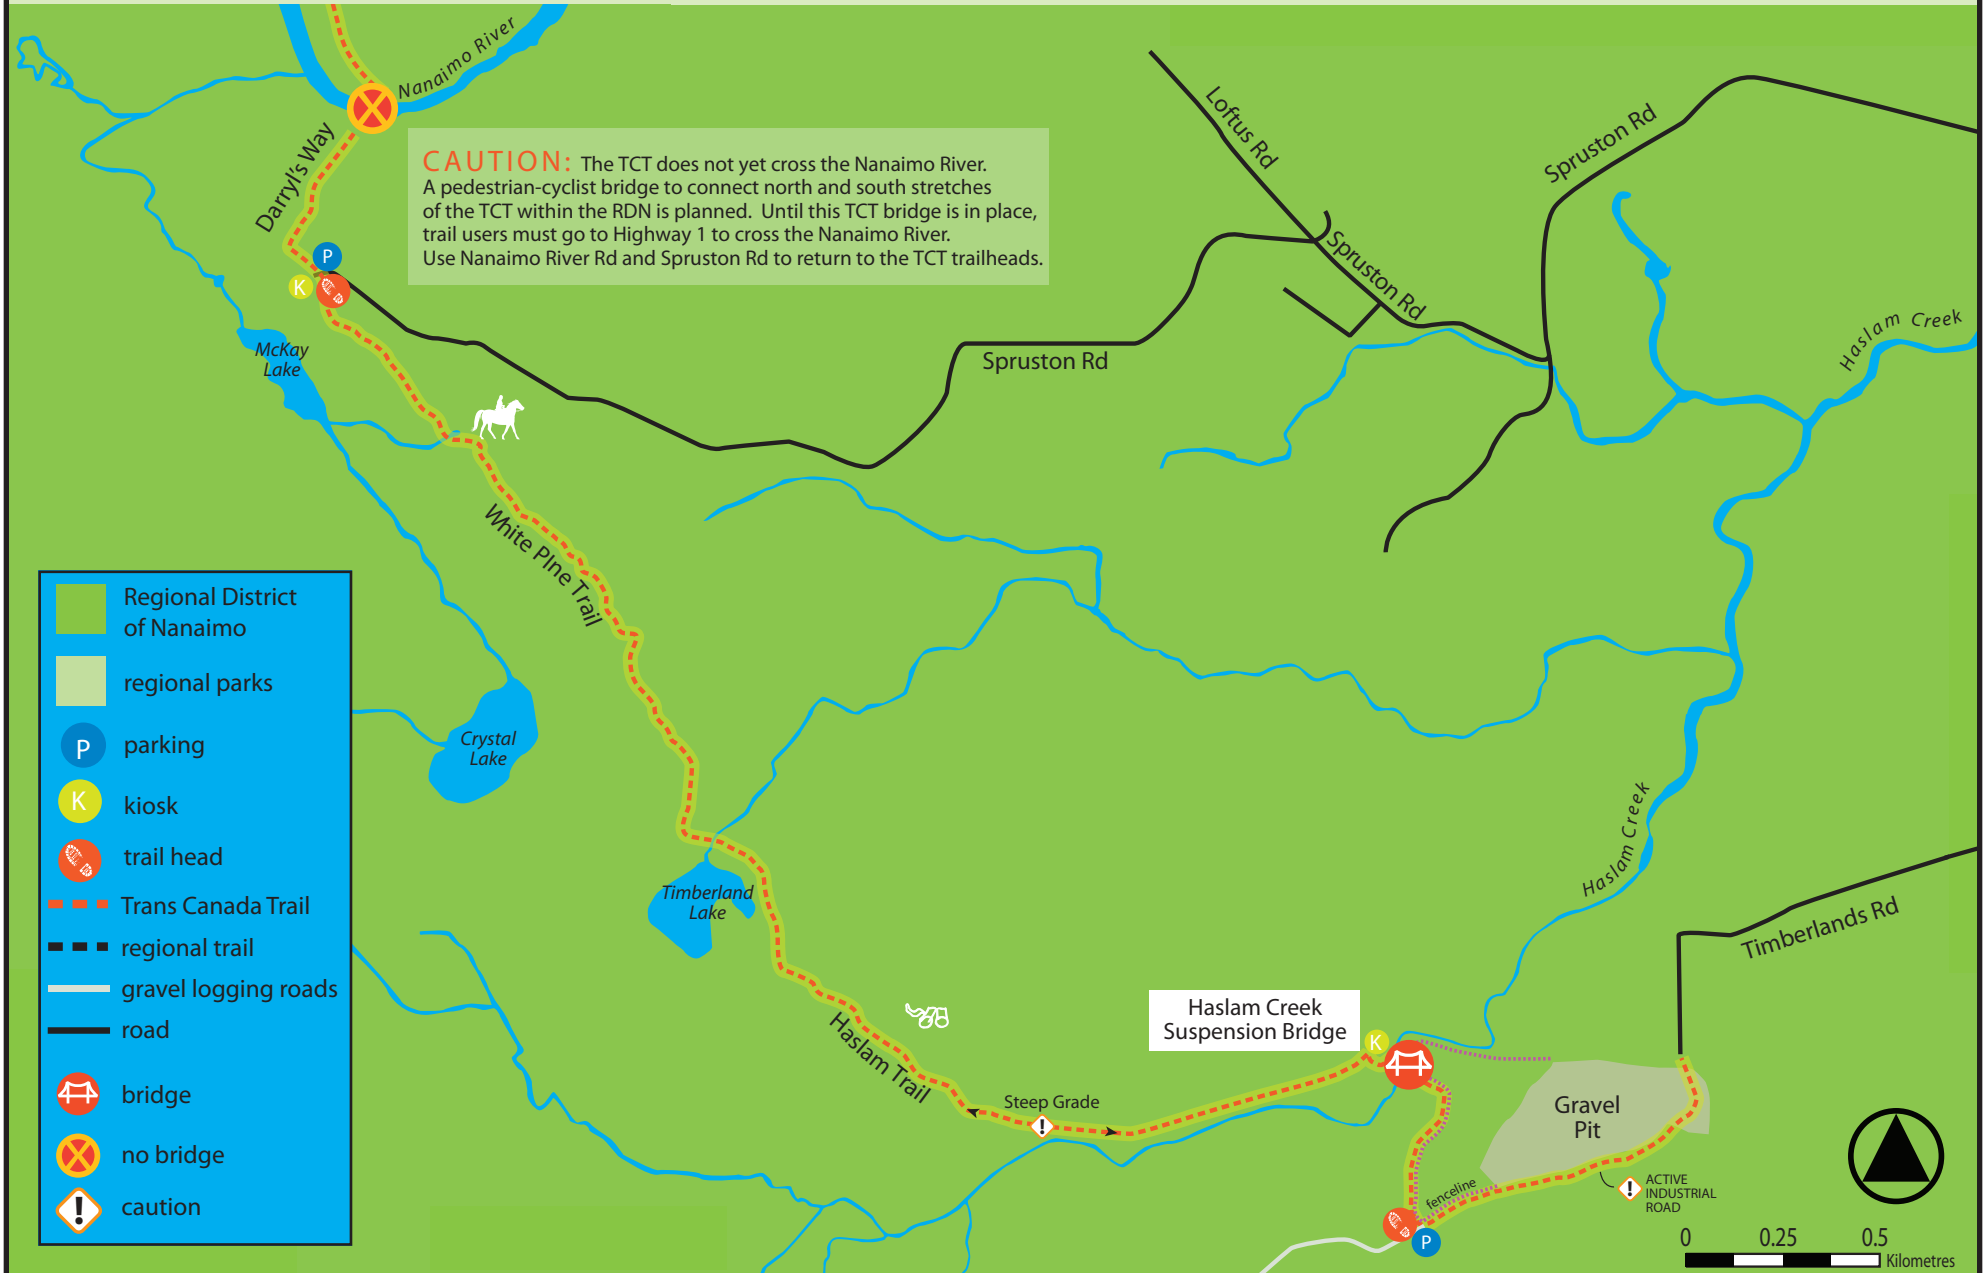 Nanaimo River
Darryl's Way
CAUTION: The TCT does not yet cross the Nanaimo River.
A pedestrian-cyclist bridge to connect north and south stretches
of the TCT within the RDN is planned. Until this TCT bridge is in place,
trail users must go to Highway 1 to cross the Nanaimo River.
Use Nanaimo River Rd and Spruston Rd to return to the TCT trailheads.
Loftus Rd
Spruston Rd
Spruston Rd
Spruston Rd
Haslam Creek
P
K
McKay
Lake
White PIne Trail
Crystal
Lake
Timberland
Lake
Haslam Trail
Steep Grade
!
Haslam Creek
Suspension Bridge
K
Haslam Creek
Timberlands Rd
Gravel
Pit
fenceline
P
!
ACTIVE
INDUSTRIAL
ROAD
Regional District
of Nanaimo
regional parks
P parking
K kiosk
trail head
Trans Canada Trail
regional trail
gravel logging roads
road
bridge
no bridge
! caution
0 0.25 0.5
Kilometres